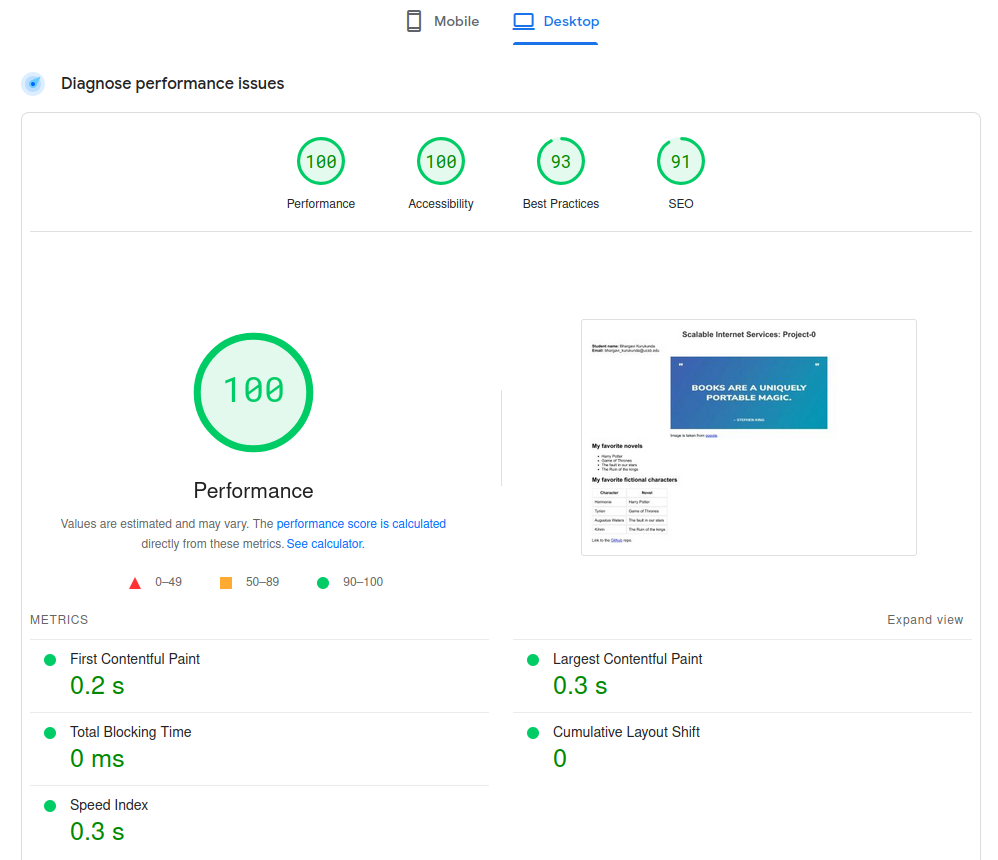 Mobile
Desktop
Diagnose performance issues
100
100
93
91
Performance
Accessibility
Best Practices
SEO
100
Performance
Values are estimated and may vary. The performance score is calculated
directly from these metrics. See calculator.
0–49
50–89
90–100
Scalable Internet Services: Project-0
Student name: Bhargavi Kurukunda
Email: bhargavi_kurukunda@ucsb.edu
BOOKS ARE A UNIQUELY
PORTABLE MAGIC.
– STEPHEN KING
Image is taken from
My favorite novels
Harry Potter
Game of Thrones
The fault in our stars
The Ruin of the kings
My favorite fictional characters
Character Novel
Hermonie Harry Potter
Tyrion Game of Thrones
Augustus Waters The fault in our stars
The Ruin of the kings
Link to the Github repo.
METRICS
Expand view
First Contentful Paint
0.2 s
Largest Contentful Paint
0.3 s
Total Blocking Time
0 ms
Cumulative Layout Shift
0
Speed Index
0.3 s